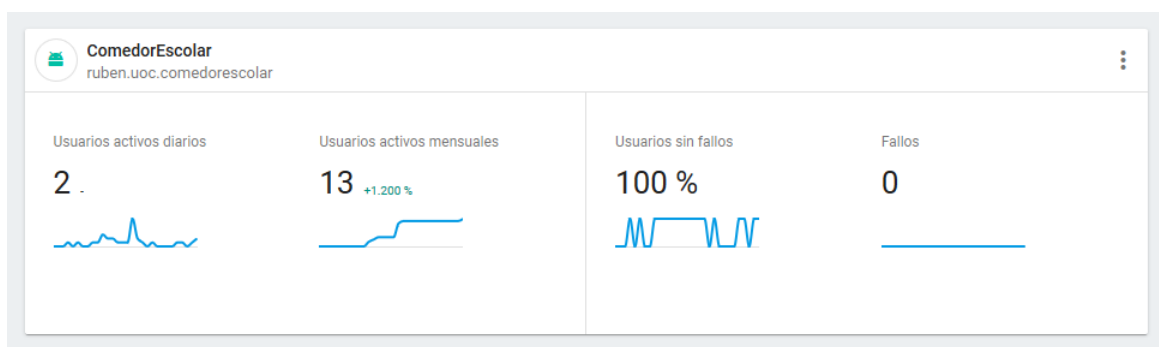 ComedorEscolar
ruben.uoc.comedorescolar
Usuarios activos diarios
2 -
Usuarios activos mensuales
13 +1.200 %
Usuarios sin fallos
100 %
Fallos
0